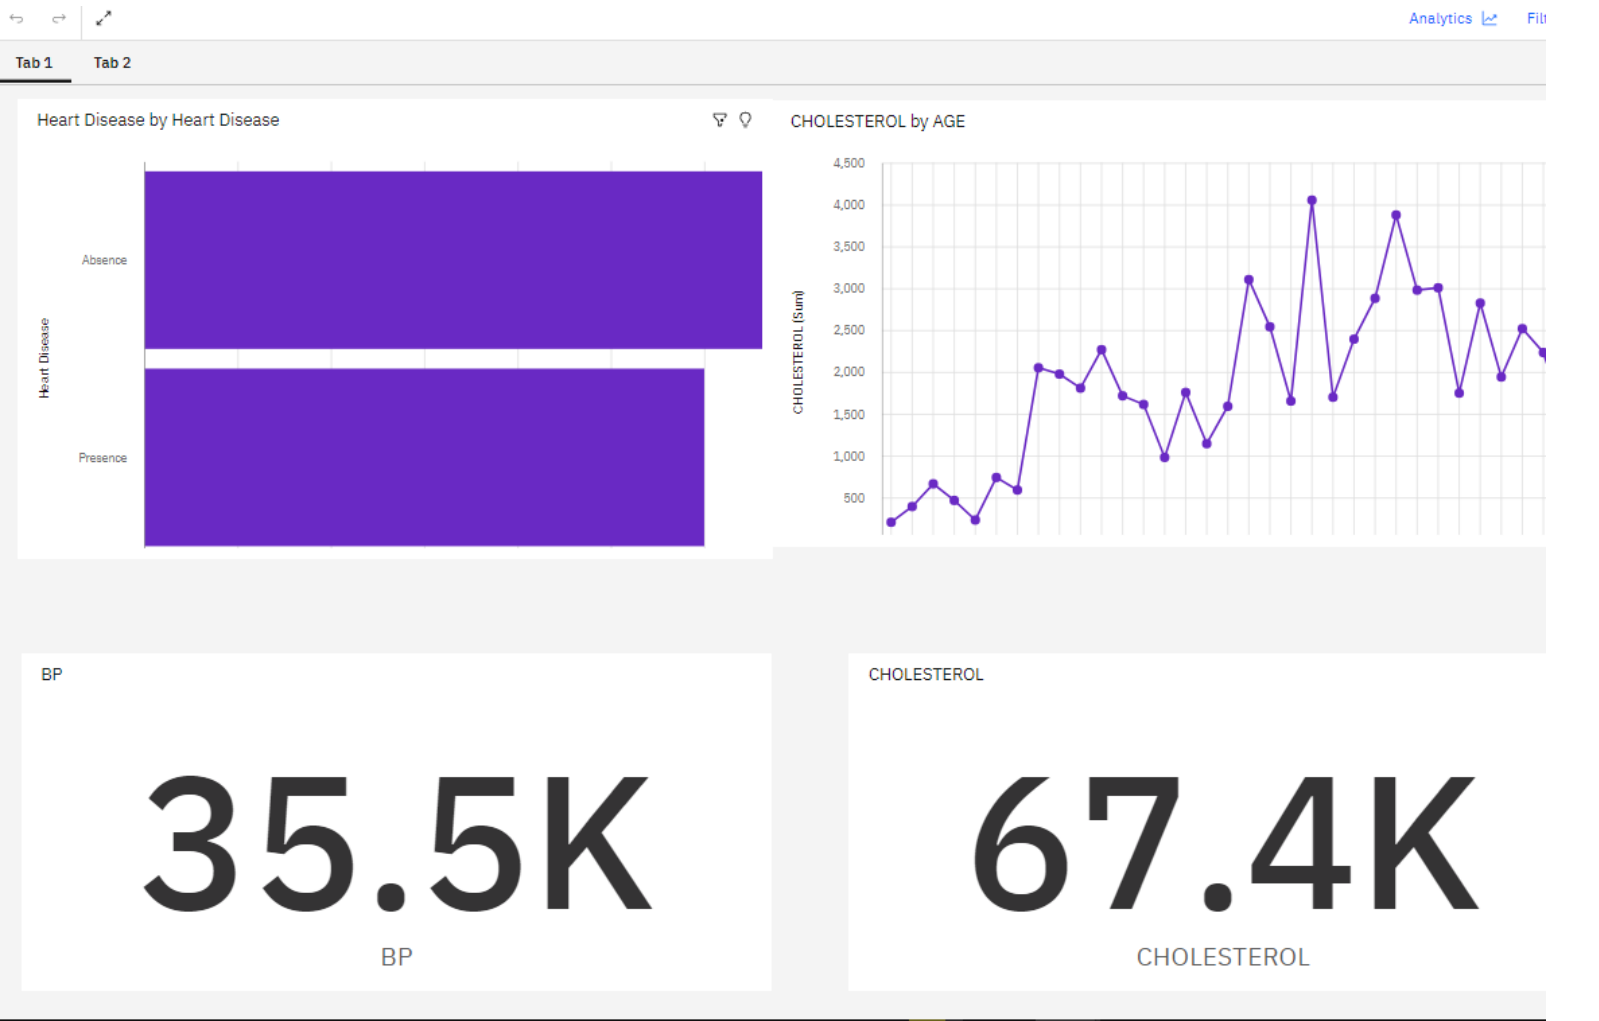 Analytics
Tab 1
Tab 2
Heart Disease by Heart Disease
Heart Disease
Absence
Presence
CHOLESTEROL by AGE
CHOLESTEROL (Sum)
4,500
4,000
3,500
3,000
2,500
2,000
1,500
1,000
500
BP
35.5K
BP
CHOLESTEROL
67.4K
CHOLESTEROL